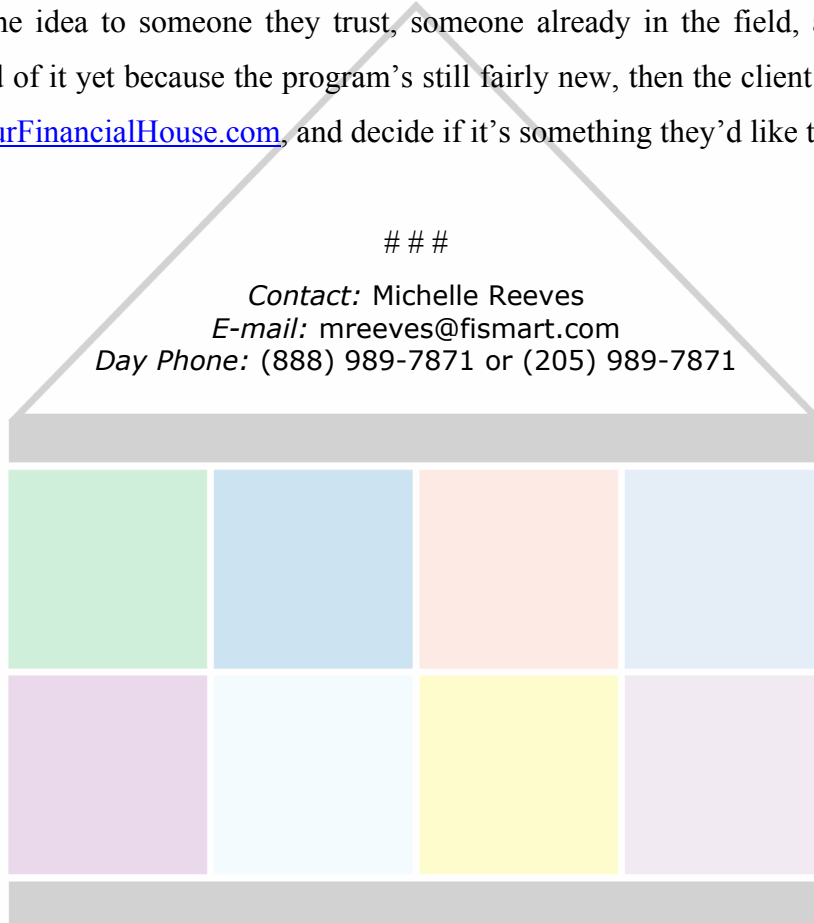 idea to someone they trust, someone already in the field,
of it yet because the program's still fairly new, then the client
urFinancialHouse.com, and decide if it's something they'd like
# # #
Contact: Michelle Reeves
E-mail: mreeves@fismart.com
Day Phone: (888) 989-7871 or (205) 989-7871